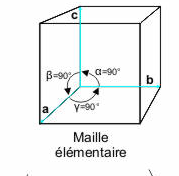 c
β=90° α=90°
b
a γ=90°
Maille
élémentaire